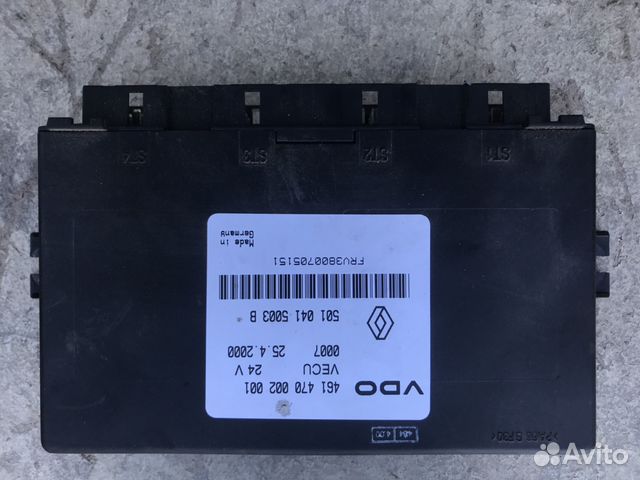 VDO
461 470 002 001
VECU 24 V
0007 25.4.2000
501 041 5003 B
FRV3800705151
Made in
Germany
ST1
ST2
ST3
ST4
Avito